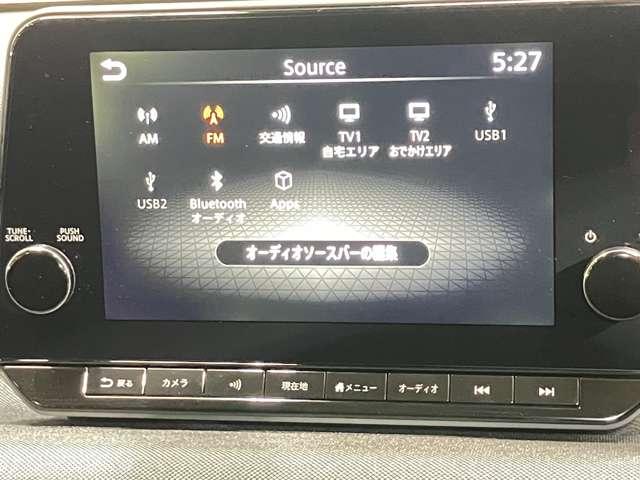 Source
5:27
AM
FM
交通情報
TV1
自宅エリア
TV2
おでかけエリア
USB1
USB2
Bluetooth
オーディオ
Apps
オーディオソースバーの編集
TUNE・
SCROLL
PUSH
SOUND
戻る
カメラ
現在地
メニュー
オーディオ